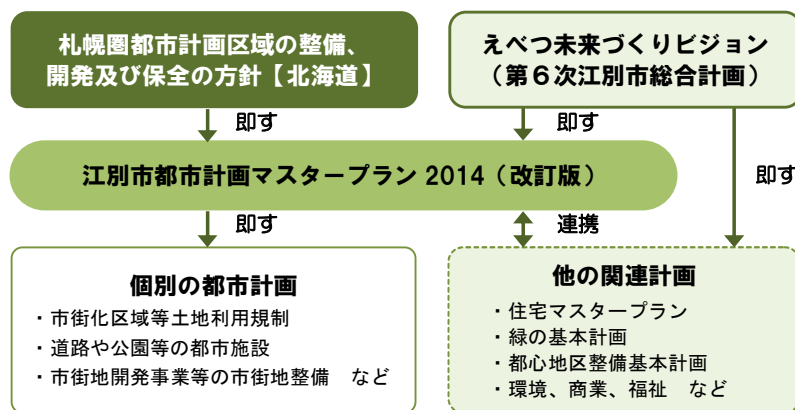 札幌圏都市計画区域の整備、
開発及び保全の方針【北海道】
えべつ未来づくりビジョン
（第６次江別市総合計画）
即す
即す
江別市都市計画マスタープラン 2014（改訂版）
即す
即す
連携
個別の都市計画
・市街化区域等土地利用規制
・道路や公園等の都市施設
・市街地開発事業等の市街地整備　など
他の関連計画
・住宅マスタープラン
・緑の基本計画
・都心地区整備基本計画
・環境、商業、福祉　など